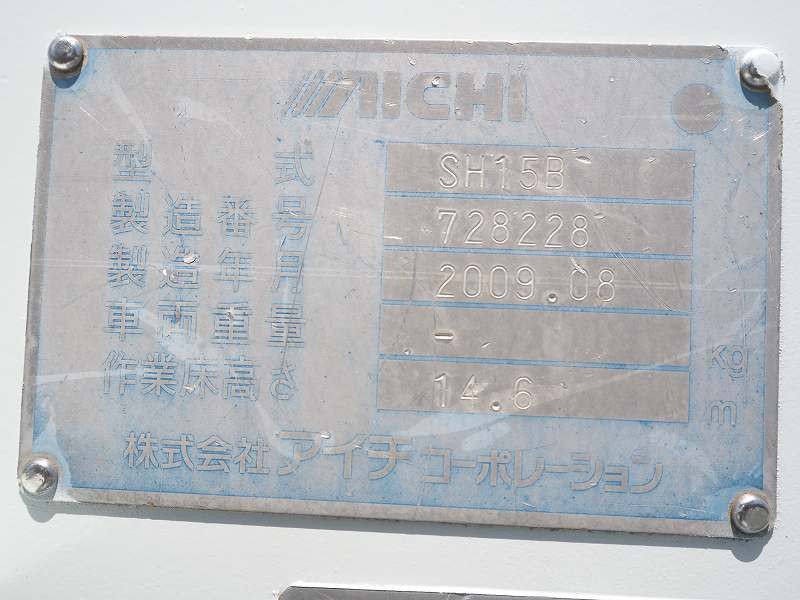 AICHI
型式 SH15B
製造番号 728228
製造年月 2009.08
車両重量 - kg
作業床高さ 14.6 m
株式会社アイチコーポレーション